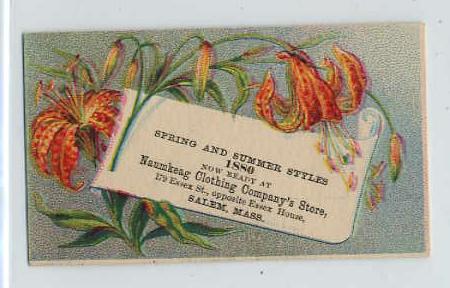 SPRING AND SUMMER STYLES
1880
NOW READY AT
Naumkeag Clothing Company's Store,
179 Essex St., opposite Essex House,
SALEM, MASS.